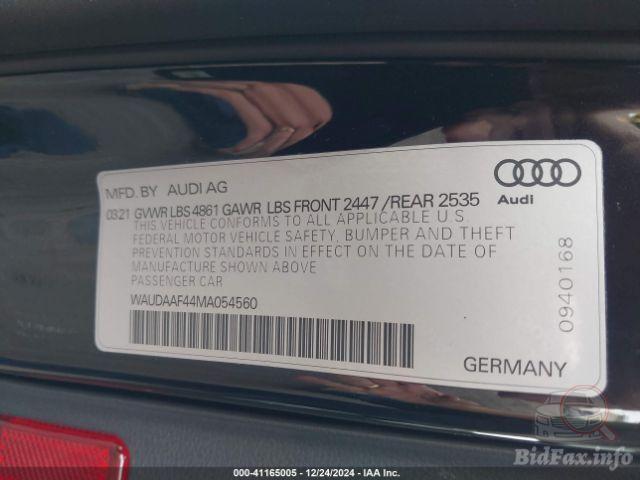 MFD. BY AUDI AG
0321 GVWR LBS 4861 GAWR LBS FRONT 2447 /REAR 2535
THIS VEHICLE CONFORMS TO ALL APPLICABLE U.S.
FEDERAL MOTOR VEHICLE SAFETY, BUMPER AND THEFT
PREVENTION STANDARDS IN EFFECT ON THE DATE OF
MANUFACTURE SHOWN ABOVE
PASSENGER CAR
WAUDAAF44MA054560
Audi
0940168
GERMANY
000-41165005 - 12/24/2024 - IAA Inc.
BidFax.info